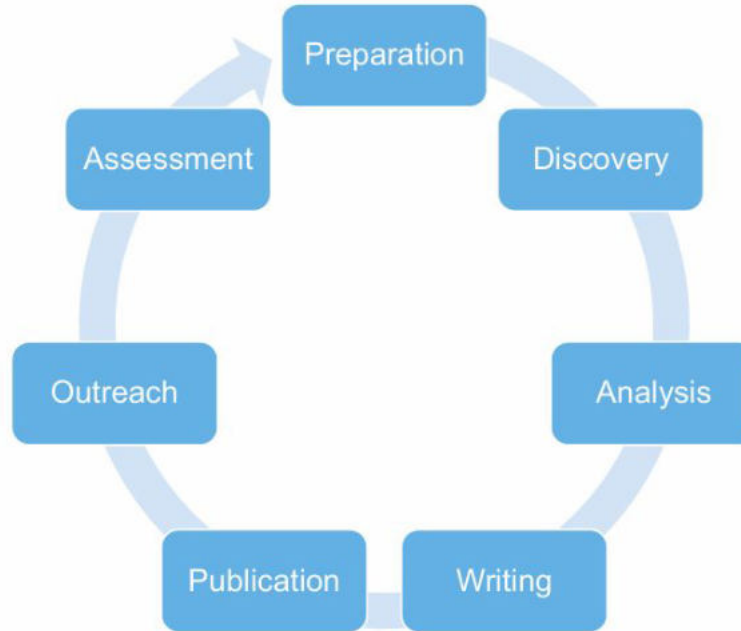 Preparation
Discovery
Analysis
Writing
Publication
Outreach
Assessment